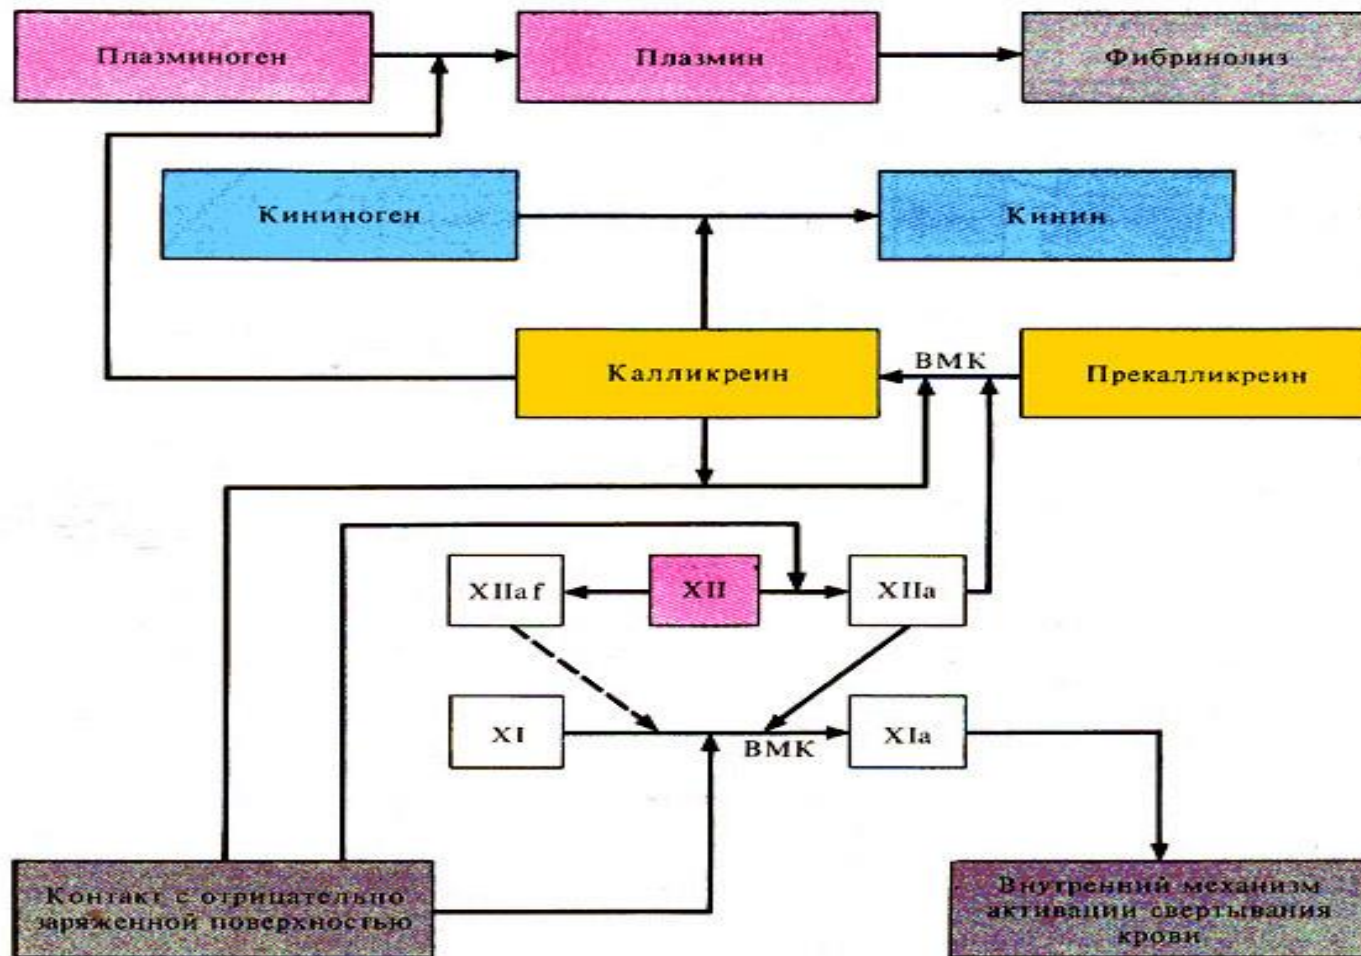 Плазминоген
Плазмин
Фибринолиз
Кининоген
Кинин
Калликреин
ВМК
Прекалликреин
XIIaf
XII
XIIa
XI
ВМК
XIa
Контакт с отрицательно
заряженной поверхностью
Внутренний механизм
активации свертывания
крови